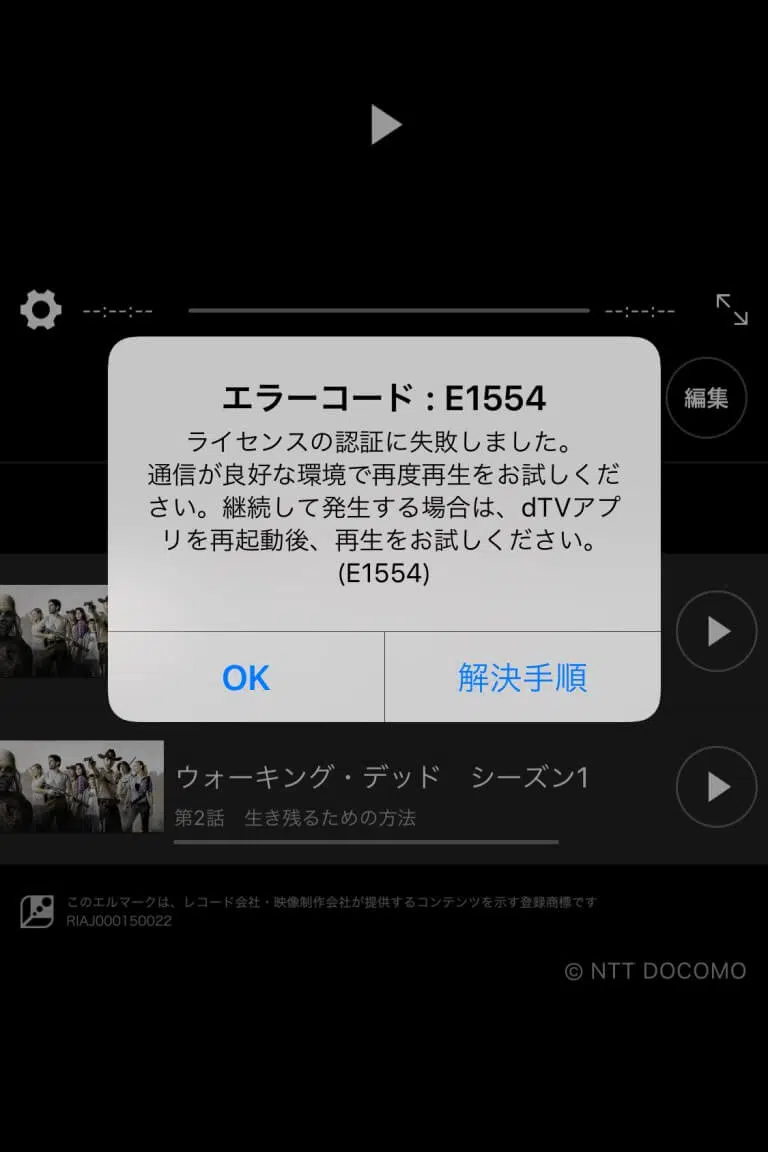 --:--:--
--:--:--
編集
エラーコード : E1554
ライセンスの認証に失敗しました。
通信が良好な環境で再度再生をお試しくだ
さい。継続して発生する場合は、dTVアプ
リを再起動後、再生をお試しください。
(E1554)
OK
解決手順
ウォーキング・デッド　シーズン1
第2話　生き残るための方法
このエルマークは、レコード会社・映像制作会社が提供するコンテンツを示す登録商標です
RIAJ000150022
© NTT DOCOMO